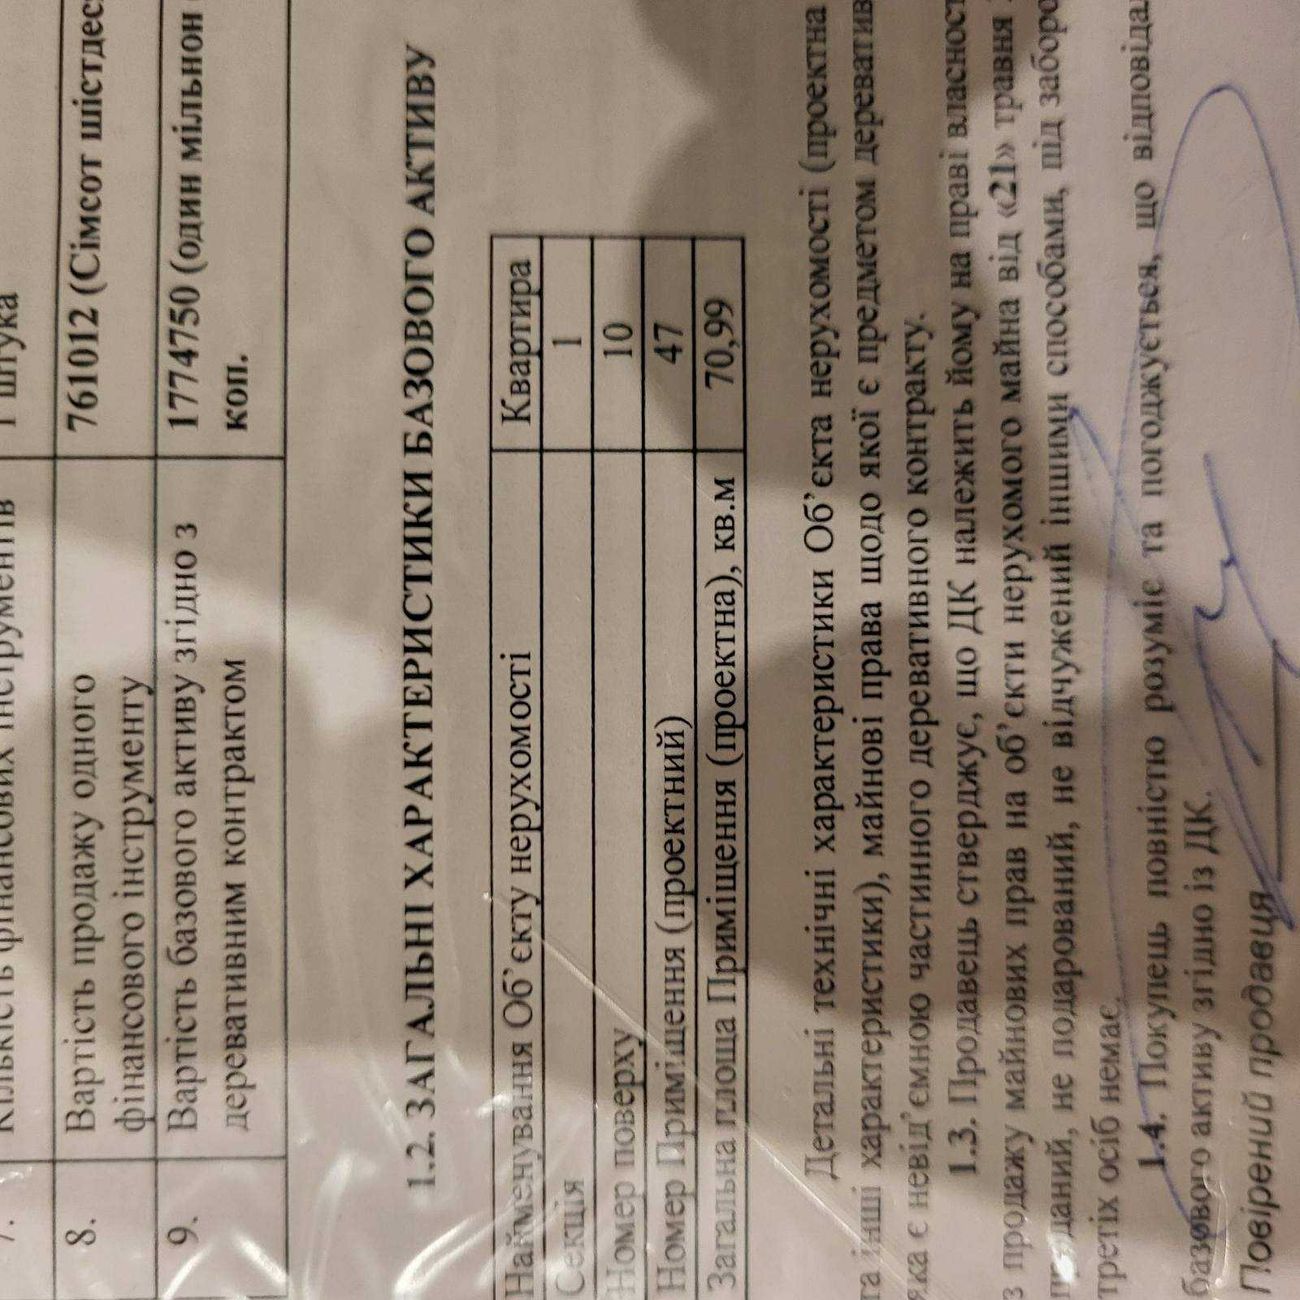 7. Кількість фінансових інструментів 1 штука
8. Вартість продажу одного 761012 (Сімсот шістдес
фінансового інструменту
9. Вартість базового активу згідно з 1774750 (один мільнон
деревативним контрактом коп.
1.2. ЗАГАЛЬНІ ХАРАКТЕРИСТИКИ БАЗОВОГО АКТИВУ
Найменування Об'єкту нерухомості Квартира
Секція 1
Номер поверху 10
Номер Приміщення (проектний) 47
Загальна площа Приміщення (проектна), кв.м 70,99
Детальні технічні характеристики Об'єкта нерухомості (проектна
та інші характеристики), майнові права щодо якої є предметом дереватив
яка є невід'ємною частинного деревативного контракту.
1.3. Продавець стверджує, що ДК належить йому на праві власност
з продажу майнових прав на об'єкти нерухомого майна від «21» травня
проданий, не подарований, не відчужений іншими способами, під заборо
третіх осіб немає.
1.4. Покупець повністю розуміє та погоджується, що відповіда
базового активу згідно із ДК.
Повірений продавця